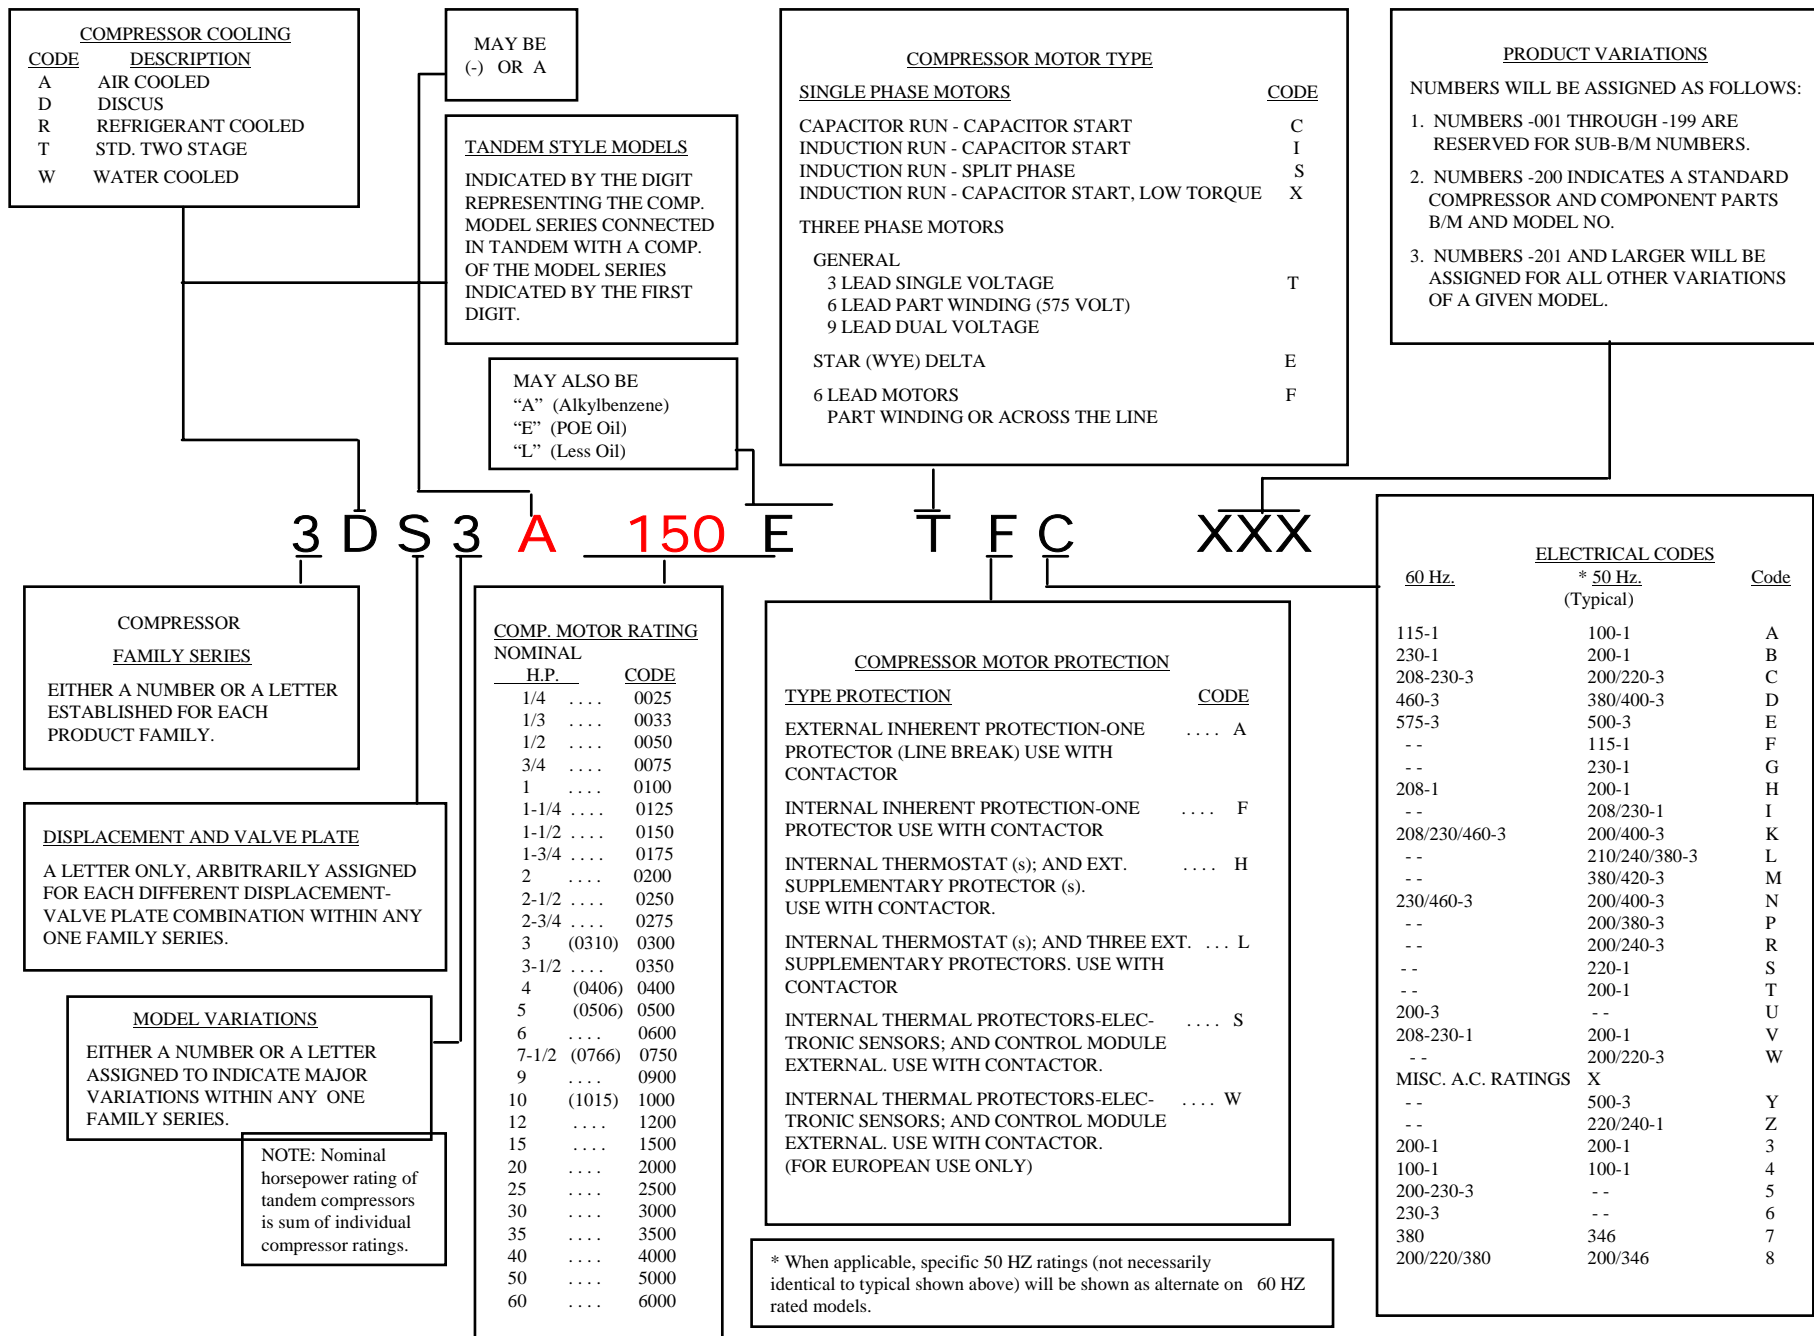 COMPRESSOR COOLING
CODE DESCRIPTION
A AIR COOLED
D DISCUS
R REFRIGERANT COOLED
T STD. TWO STAGE
W WATER COOLED
MAY BE
(-) OR A
TANDEM STYLE MODELS
INDICATED BY THE DIGIT
REPRESENTING THE COMP.
MODEL SERIES CONNECTED
IN TANDEM WITH A COMP.
OF THE MODEL SERIES
INDICATED BY THE FIRST
DIGIT.
MAY ALSO BE
“A” (Alkylbenzene)
“E” (POE Oil)
“L” (Less Oil)
COMPRESSOR MOTOR TYPE
SINGLE PHASE MOTORS CODE
CAPACITOR RUN - CAPACITOR START C
INDUCTION RUN - CAPACITOR START I
INDUCTION RUN - SPLIT PHASE S
INDUCTION RUN - CAPACITOR START, LOW TORQUE X
THREE PHASE MOTORS
GENERAL
3 LEAD SINGLE VOLTAGE T
6 LEAD PART WINDING (575 VOLT)
9 LEAD DUAL VOLTAGE
STAR (WYE) DELTA E
6 LEAD MOTORS F
PART WINDING OR ACROSS THE LINE
PRODUCT VARIATIONS
NUMBERS WILL BE ASSIGNED AS FOLLOWS:
1. NUMBERS -001 THROUGH -199 ARE
RESERVED FOR SUB-B/M NUMBERS.
2. NUMBERS -200 INDICATES A STANDARD
COMPRESSOR AND COMPONENT PARTS
B/M AND MODEL NO.
3. NUMBERS -201 AND LARGER WILL BE
ASSIGNED FOR ALL OTHER VARIATIONS
OF A GIVEN MODEL.
3 D S 3 A 150 E T F C XXX
COMPRESSOR
FAMILY SERIES
EITHER A NUMBER OR A LETTER
ESTABLISHED FOR EACH
PRODUCT FAMILY.
DISPLACEMENT AND VALVE PLATE
A LETTER ONLY, ARBITRARILY ASSIGNED
FOR EACH DIFFERENT DISPLACEMENT-
VALVE PLATE COMBINATION WITHIN ANY
ONE FAMILY SERIES.
MODEL VARIATIONS
EITHER A NUMBER OR A LETTER
ASSIGNED TO INDICATE MAJOR
VARIATIONS WITHIN ANY ONE
FAMILY SERIES.
NOTE: Nominal
horsepower rating of
tandem compressors
is sum of individual
compressor ratings.
COMP. MOTOR RATING
NOMINAL
H.P. CODE
1/4 . . . . 0025
1/3 . . . . 0033
1/2 . . . . 0050
3/4 . . . . 0075
1 . . . . 0100
1-1/4 . . . . 0125
1-1/2 . . . . 0150
1-3/4 . . . . 0175
2 . . . . 0200
2-1/2 . . . . 0250
2-3/4 . . . . 0275
3 (0310) 0300
3-1/2 . . . . 0350
4 (0406) 0400
5 (0506) 0500
6 . . . . 0600
7-1/2 (0766) 0750
9 . . . . 0900
10 (1015) 1000
12 . . . . 1200
15 . . . . 1500
20 . . . . 2000
25 . . . . 2500
30 . . . . 3000
35 . . . . 3500
40 . . . . 4000
50 . . . . 5000
60 . . . . 6000
COMPRESSOR MOTOR PROTECTION
TYPE PROTECTION CODE
EXTERNAL INHERENT PROTECTION-ONE . . . . A
PROTECTOR (LINE BREAK) USE WITH
CONTACTOR
INTERNAL INHERENT PROTECTION-ONE . . . . F
PROTECTOR USE WITH CONTACTOR
INTERNAL THERMOSTAT (s); AND EXT. . . . . H
SUPPLEMENTARY PROTECTOR (s).
USE WITH CONTACTOR.
INTERNAL THERMOSTAT (s); AND THREE EXT. . . . L
SUPPLEMENTARY PROTECTORS. USE WITH
CONTACTOR
INTERNAL THERMAL PROTECTORS-ELEC- . . . . S
TRONIC SENSORS; AND CONTROL MODULE
EXTERNAL. USE WITH CONTACTOR.
INTERNAL THERMAL PROTECTORS-ELEC- . . . . W
TRONIC SENSORS; AND CONTROL MODULE
EXTERNAL. USE WITH CONTACTOR.
(FOR EUROPEAN USE ONLY)
* When applicable, specific 50 HZ ratings (not necessarily
identical to typical shown above) will be shown as alternate on 60 HZ
rated models.
ELECTRICAL CODES
60 Hz. * 50 Hz. Code
(Typical)
115-1 100-1 A
230-1 200-1 B
208-230-3 200/220-3 C
460-3 380/400-3 D
575-3 500-3 E
- - 115-1 F
- - 230-1 G
208-1 200-1 H
- - 208/230-1 I
208/230/460-3 200/400-3 K
- - 210/240/380-3 L
- - 380/420-3 M
230/460-3 200/400-3 N
- - 200/380-3 P
- - 200/240-3 R
- - 220-1 S
- - 200-1 T
200-3 - - U
208-230-1 200-1 V
- - 200/220-3 W
MISC. A.C. RATINGS X
- - 500-3 Y
- - 220/240-1 Z
200-1 200-1 3
100-1 100-1 4
200-230-3 - - 5
230-3 - - 6
380 346 7
200/220/380 200/346 8